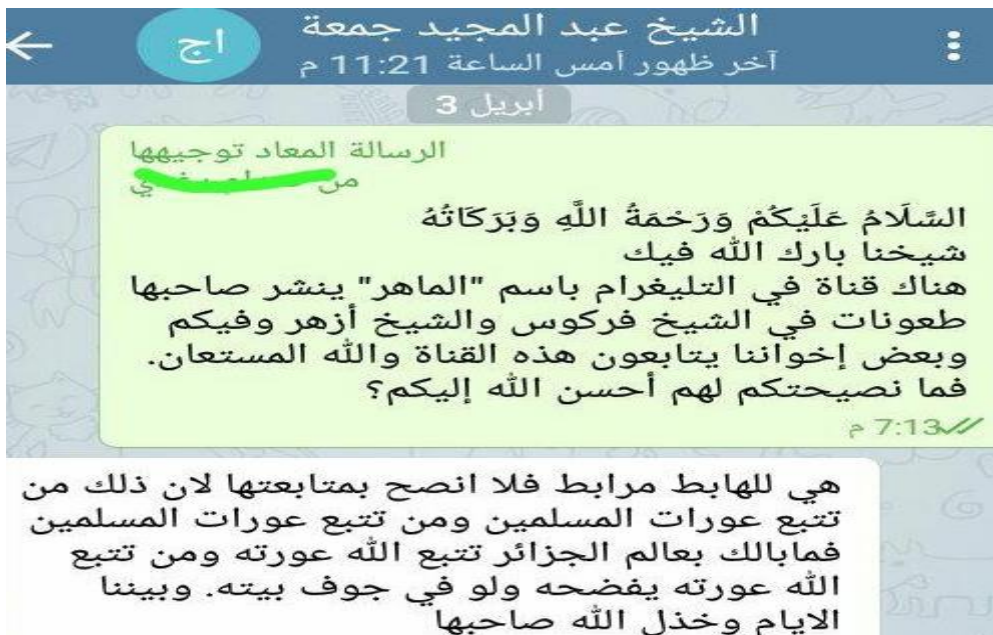 الشيخ عبد المجيد جمعة
اج
آخر ظهور أمس الساعة 11:21 م
أبريل 3
الرسالة المعاد توجيهها
من
السَّلَامُ عَلَيْكُمْ وَرَحْمَةُ اللَّهِ وَبَرَكَاتُهُ
شيخنا بارك الله فيك
هناك قناة في التليغرام باسم "الماهر" ينشر صاحبها
طعونات في الشيخ فركوس والشيخ أزهر وفيكم
وبعض إخواننا يتابعون هذه القناة والله المستعان.
فما نصيحتكم لهم أحسن الله إليكم؟
7:13 م
هي للهابط مرابط فلا انصح بمتابعتها لان ذلك من
تتبع عورات المسلمين ومن تتبع عورات المسلمين
فمابالك بعالم الجزائر تتبع الله عورته ومن تتبع
الله عورته يفضحه ولو في جوف بيته. وبيننا
الايام وخذل الله صاحبها